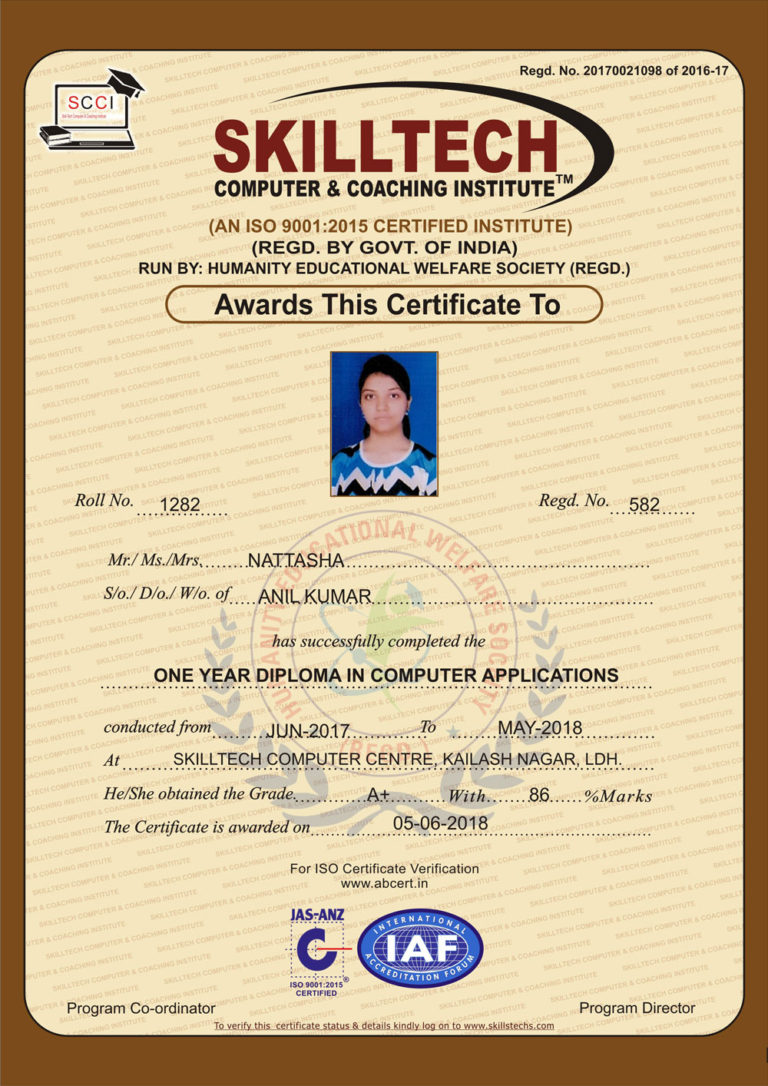 Regd. No. 20170021098 of 2016-17
SCCI
SKILLTECH
COMPUTER & COACHING INSTITUTE™
(AN ISO 9001:2015 CERTIFIED INSTITUTE)
(REGD. BY GOVT. OF INDIA)
RUN BY: HUMANITY EDUCATIONAL WELFARE SOCIETY (REGD.)
Awards This Certificate To
Roll No. 1282 Regd. No. 582
Mr./ Ms./Mrs. NATTASHA
S/o./ D/o./ W/o. of ANIL KUMAR
has successfully completed the
ONE YEAR DIPLOMA IN COMPUTER APPLICATIONS
conducted from JUN-2017 To MAY-2018
At SKILLTECH COMPUTER CENTRE, KAILASH NAGAR, LDH.
He/She obtained the Grade A+ With 86 %Marks
The Certificate is awarded on 05-06-2018
HUMANITY EDUCATIONAL WELFARE SOCIETY
(REGD.)
For ISO Certificate Verification
www.abcert.in
JAS-ANZ
ISO 9001:2015 ®
CERTIFIED
INTERNATIONAL
IAF
ACCREDITATION FORUM
Program Co-ordinator Program Director
To verify this certificate status & details kindly log on to www.skillstechs.com
SKILLTECH COMPUTER & COACHING INSTITUTE